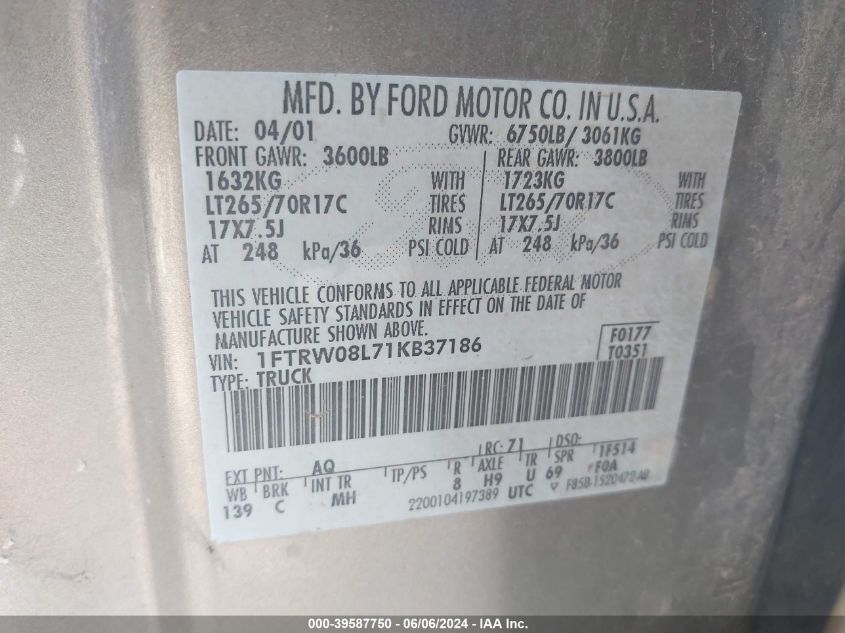 MFD. BY FORD MOTOR CO. IN U.S.A.
DATE: 04/01 GVWR: 6750LB/ 3061KG
FRONT GAWR: 3600LB REAR GAWR: 3800LB
1632KG WITH 1723KG WITH
LT265/70R17C TIRES LT265/70R17C TIRES
17X7.5J RIMS 17X7.5J RIMS
AT 248 kPa/36 PSI COLD AT 248 kPa/36 PSI COLD
THIS VEHICLE CONFORMS TO ALL APPLICABLE FEDERAL MOTOR
VEHICLE SAFETY STANDARDS IN EFFECT ON THE DATE OF
MANUFACTURE SHOWN ABOVE.
VIN: 1FTRW08L71KB37186 F0177
TYPE: TRUCK T0351
EXT PNT: AQ RC: 71 DSO: 1F514
WB BRK INT TR TP/PS R AXLE TR SPR F0A
139 C MH 8 H9 U 69
2200104197389 UTC F85B-1520472-AB
000-39587750 - 06/06/2024 - IAA Inc.